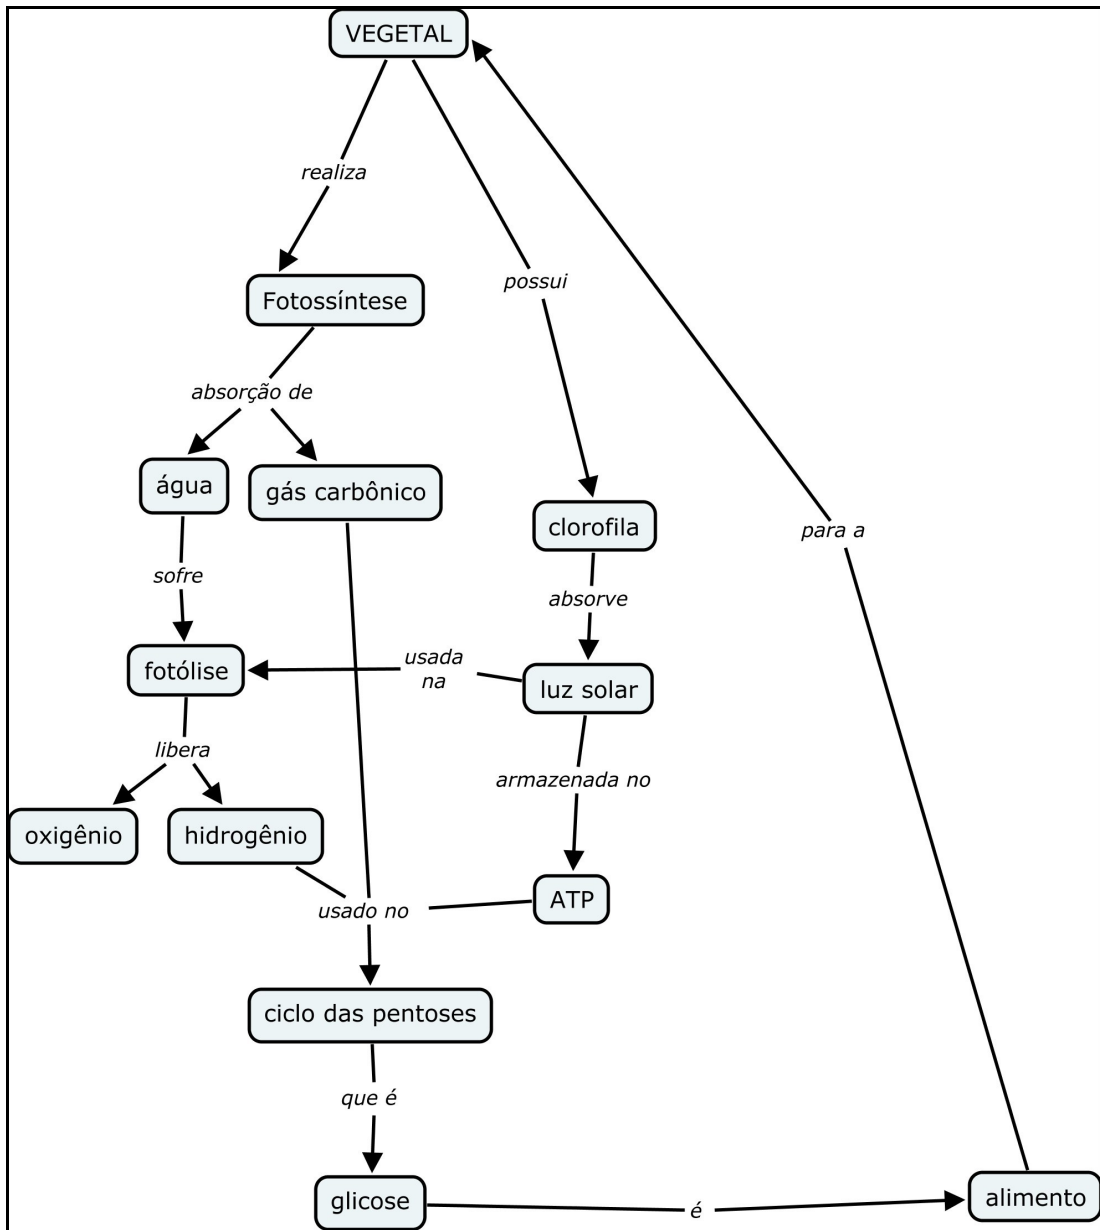 VEGETAL
realiza
possui
Fotossíntese
absorção de
água
gás carbônico
clorofila
para a
sofre
absorve
fotólise
usada
na
luz solar
libera
armazenada no
oxigênio
hidrogênio
ATP
usado no
ciclo das pentoses
que é
glicose
é
alimento